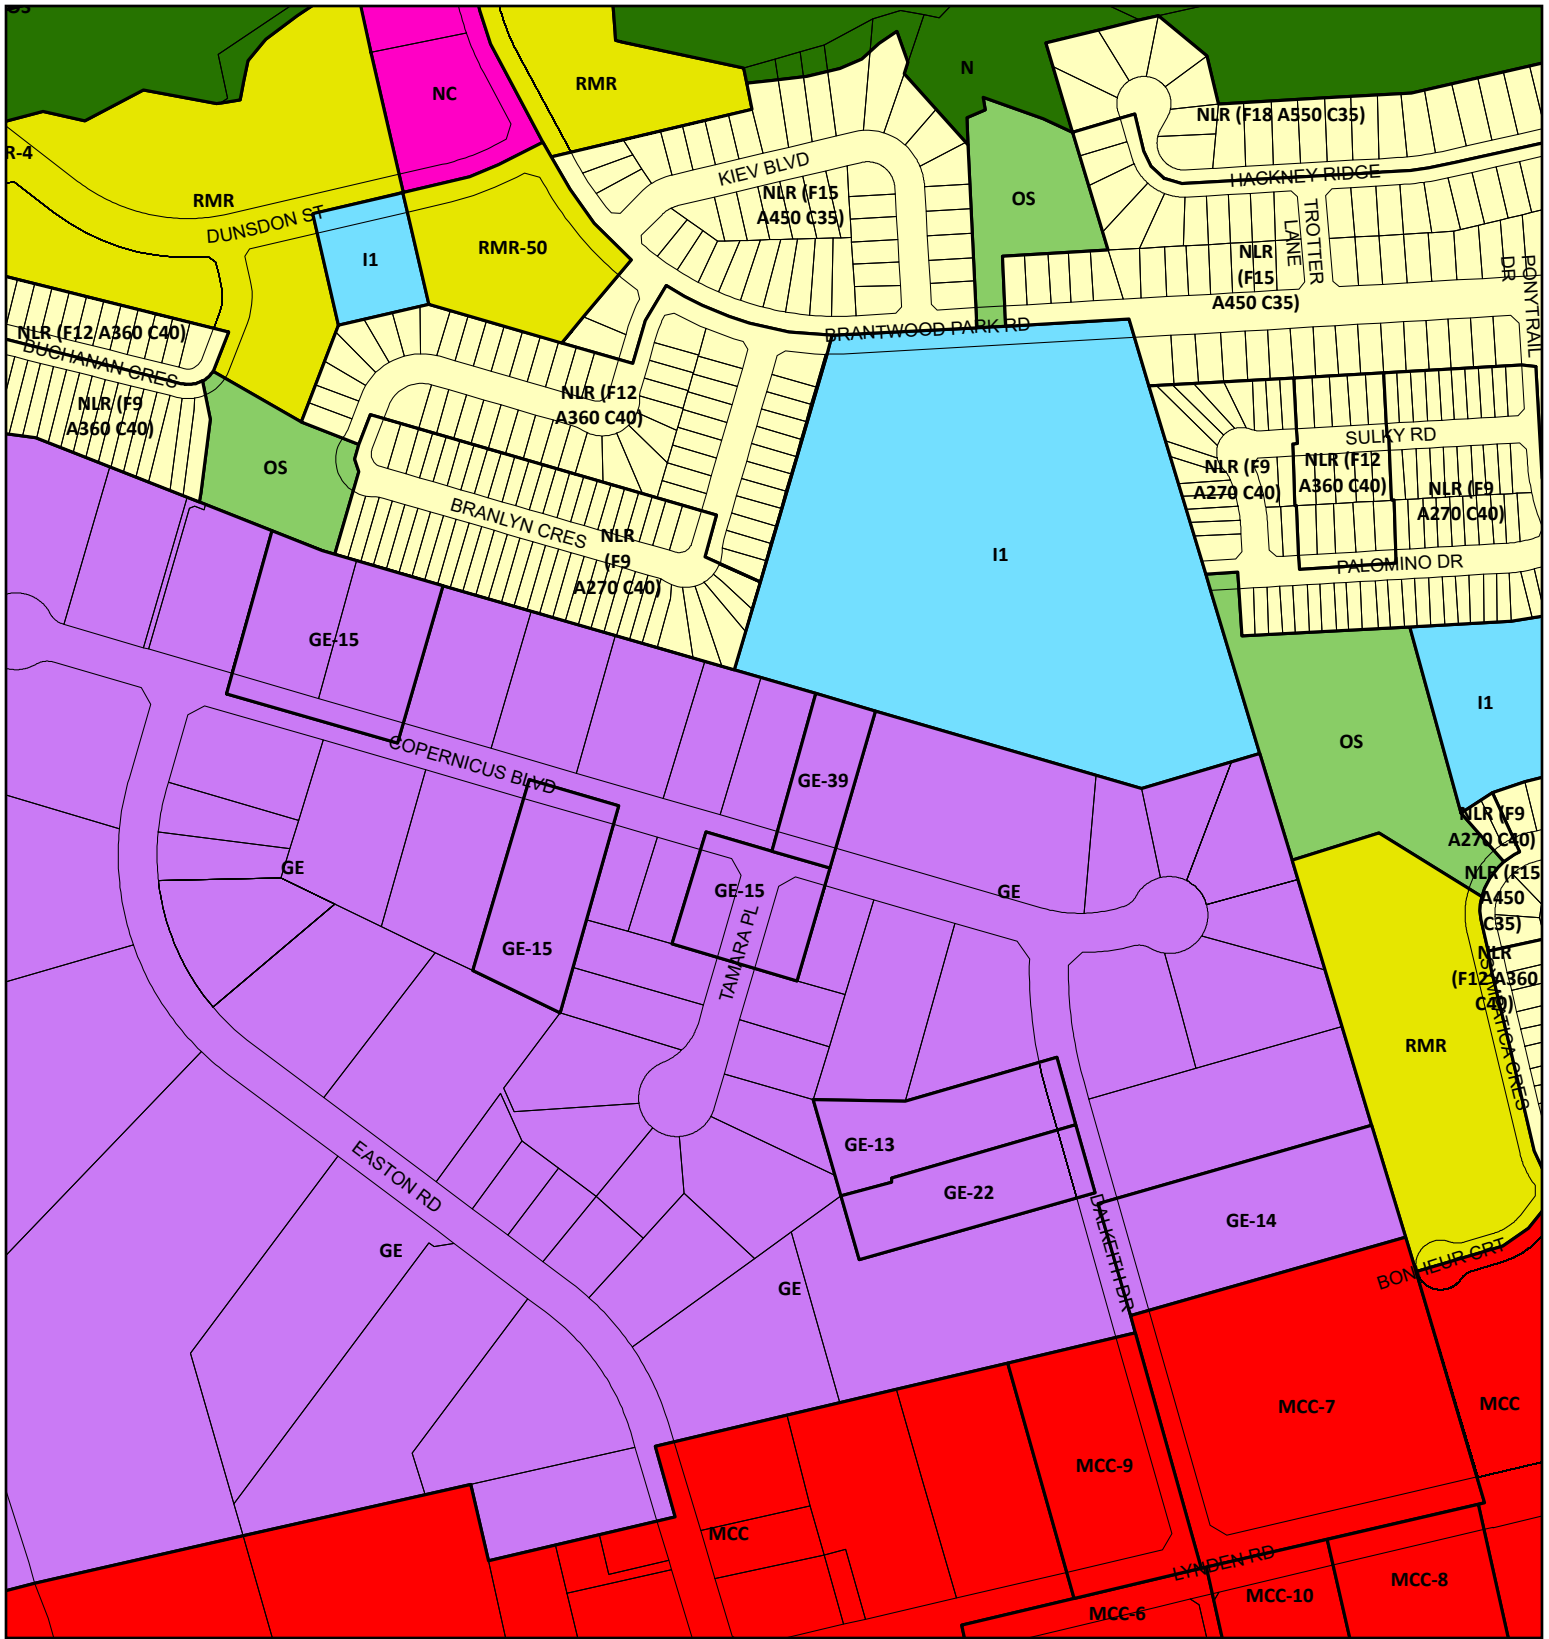 OS
N
RMR
NC
NLR (F18 A550 C35)
R-4
KIEV BLVD
HACKNEY RIDGE
RMR
NLR (F15
A450 C35)
OS
TROTTER
LANE
DUNSDON ST
RMR-50
I1
NLR
(F15
A450 C35)
PONYTRAIL
DR
NLR (F12 A360 C40)
BRANTWOOD PARK RD
BUCHANAN CRES
NLR (F9
A360 C40)
NLR (F12
A360 C40)
SULKY RD
OS
NLR (F9
A270 C40)
NLR (F12
A360 C40)
NLR (F9
A270 C40)
BRANLYN CRES
NLR
(F9
A270 C40)
I1
PALOMINO DR
GE-15
I1
OS
COPERNICUS BLVD
GE-39
NLR (F9
A270 C40)
GE
GE-15
GE
NLR (F15
A450
C35)
TAMARA PL
GE-15
NLR
(F12 A360
C40)
RMR
GE-13
EASTON RD
GE-22
GE-14
DALKEITH DR
GE
GE
BONHEUR CRT
MCC-7
MCC
MCC-9
MCC
LYNDEN RD
MCC-8
MCC-10
MCC-6